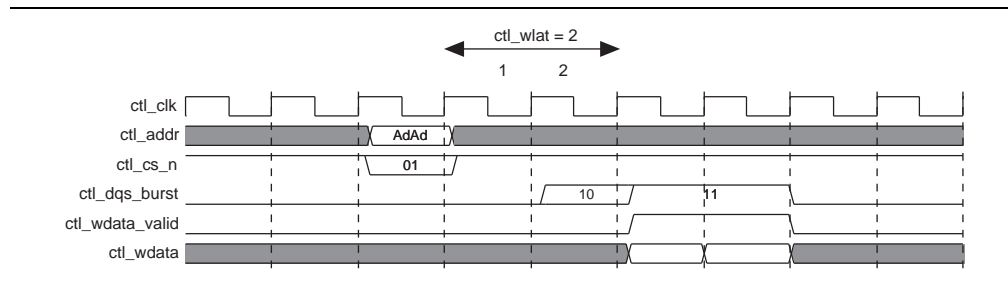 ctl_wlat = 2
1 2
ctl_clk
ctl_addr AdAd
ctl_cs_n 01
ctl_dqs_burst 10 11
ctl_wdata_valid
ctl_wdata